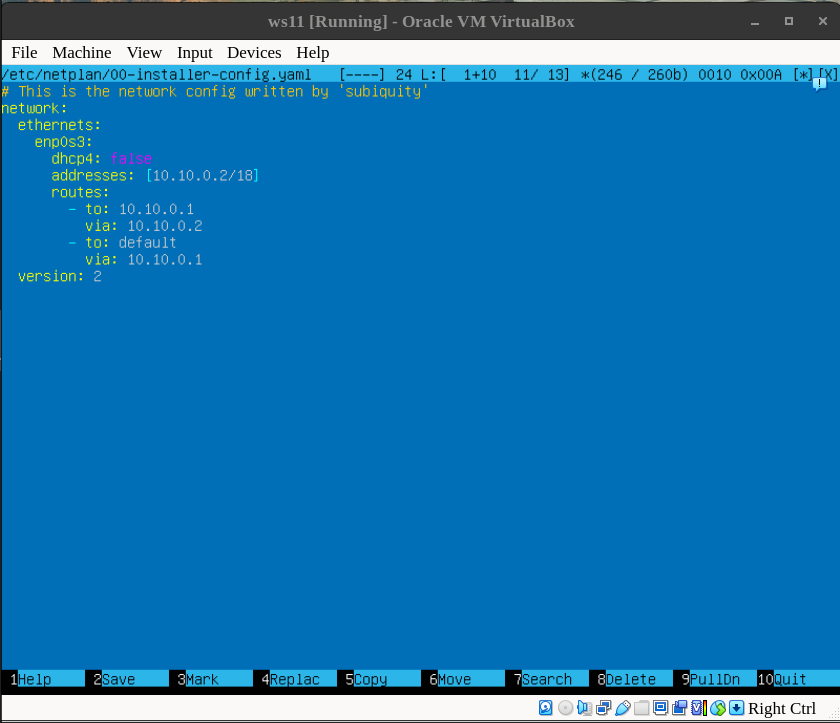 ws11 [Running] - Oracle VM VirtualBox
File Machine View Input Devices Help
/etc/netplan/00-installer-config.yaml [----] 24 L:[ 1+10 11/ 13] *(246 / 260b) 0010 0x00A [*][X]
# This is the network config written by 'subiquity'
network:
  ethernets:
    enp0s3:
      dhcp4: false
      addresses: [10.10.0.2/18]
      routes:
        - to: 10.10.0.1
          via: 10.10.0.2
        - to: default
          via: 10.10.0.1
  version: 2
1Help 2Save 3Mark 4Replac 5Copy 6Move 7Search 8Delete 9PullDn 10Quit
Right Ctrl